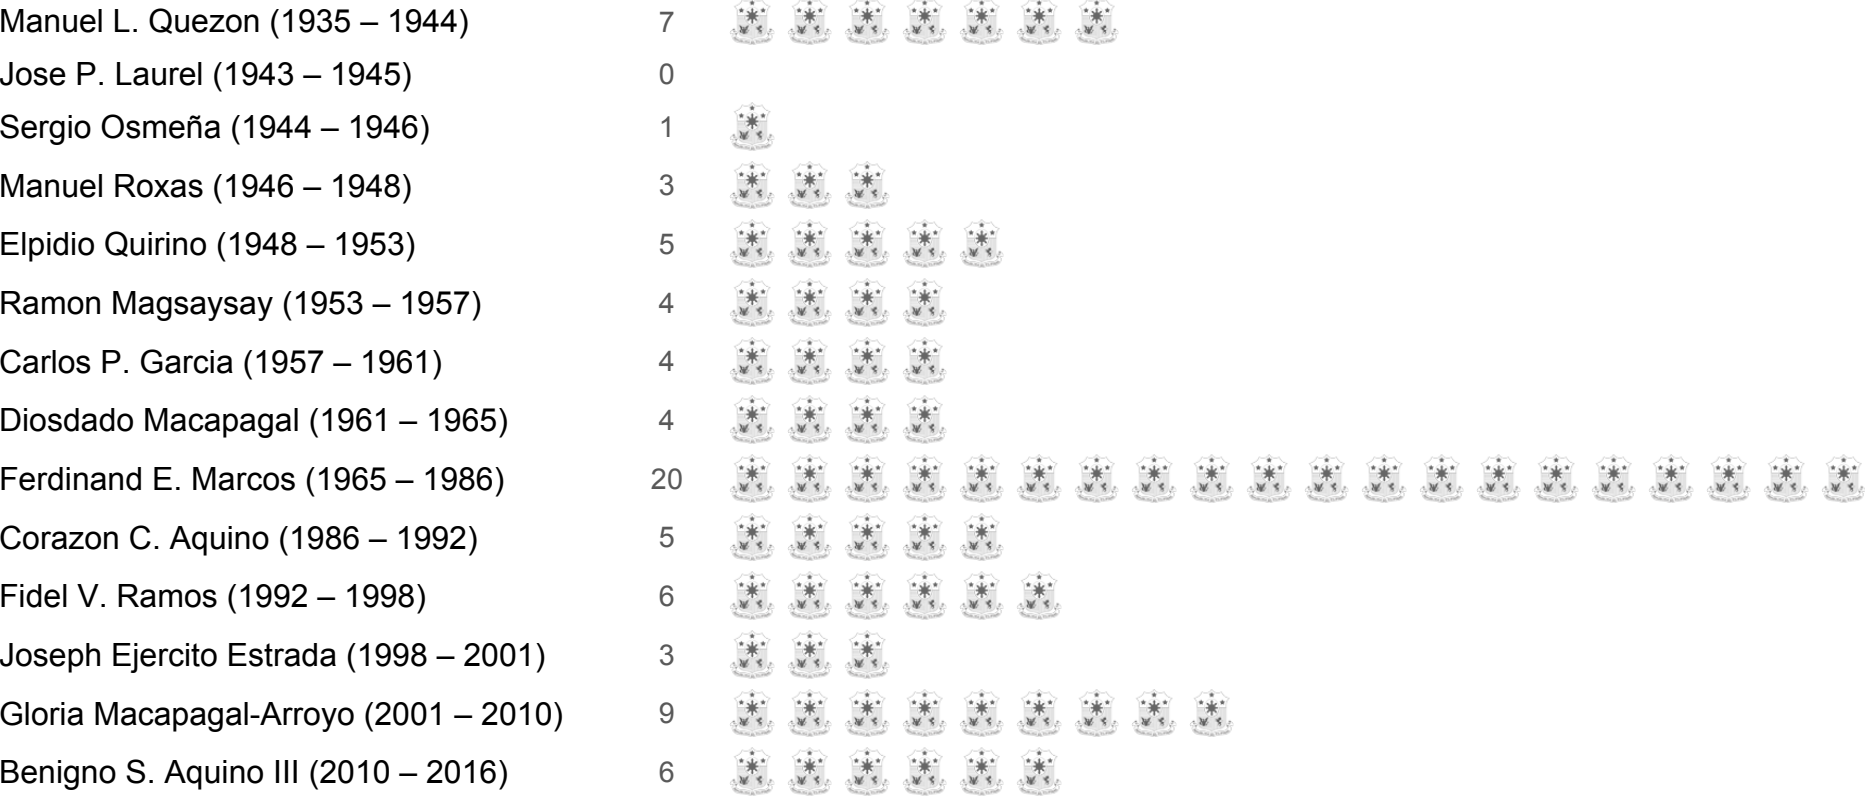 Manuel L. Quezon (1935 – 1944) 7
Jose P. Laurel (1943 – 1945) 0
Sergio Osmeña (1944 – 1946) 1
Manuel Roxas (1946 – 1948) 3
Elpidio Quirino (1948 – 1953) 5
Ramon Magsaysay (1953 – 1957) 4
Carlos P. Garcia (1957 – 1961) 4
Diosdado Macapagal (1961 – 1965) 4
Ferdinand E. Marcos (1965 – 1986) 20
Corazon C. Aquino (1986 – 1992) 5
Fidel V. Ramos (1992 – 1998) 6
Joseph Ejercito Estrada (1998 – 2001) 3
Gloria Macapagal-Arroyo (2001 – 2010) 9
Benigno S. Aquino III (2010 – 2016) 6